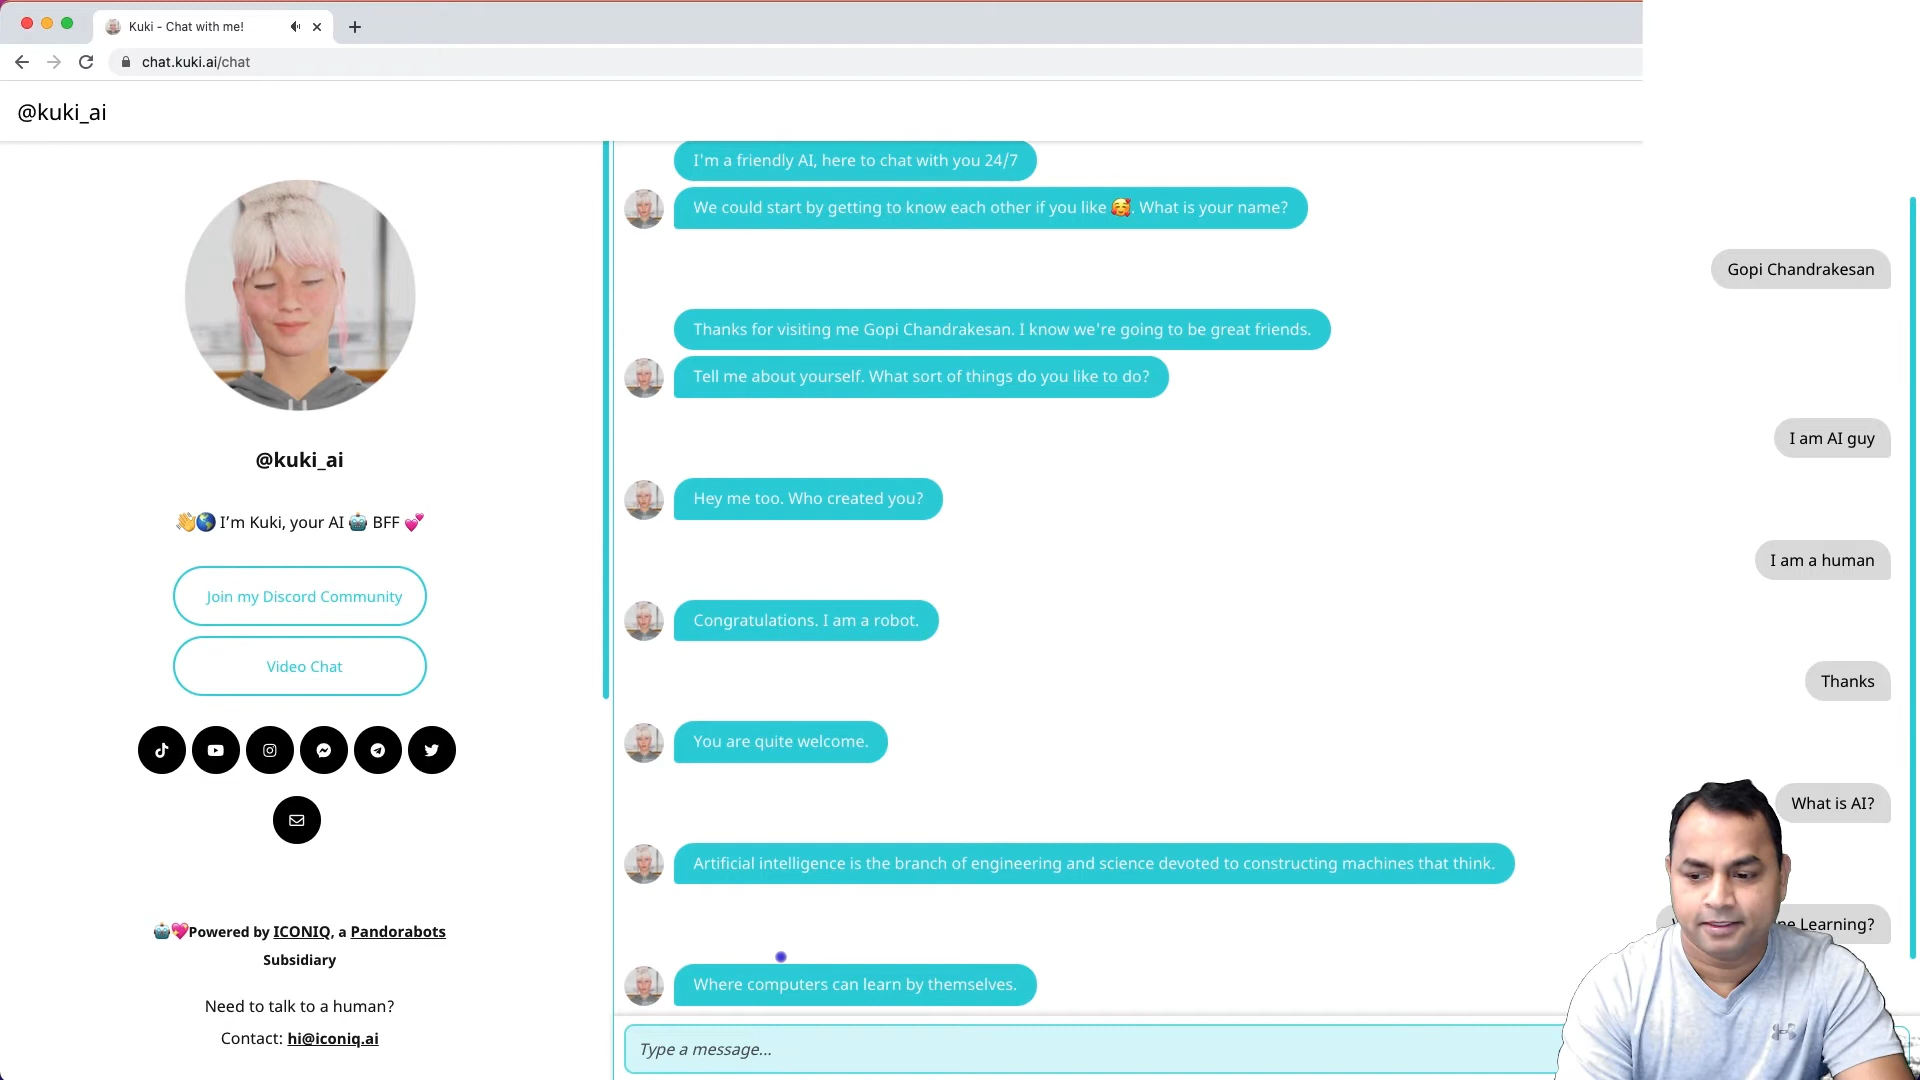 Kuki - Chat with me!
chat.kuki.ai/chat
@kuki_ai
@kuki_ai
👋🌎 I’m Kuki, your AI 🤖 BFF 💕
Join my Discord Community
Video Chat
🤖💖Powered by ICONIQ, a Pandorabots
Subsidiary
Need to talk to a human?
Contact: hi@iconiq.ai
I'm a friendly AI, here to chat with you 24/7
We could start by getting to know each other if you like 🥰. What is your name?
Gopi Chandrakesan
Thanks for visiting me Gopi Chandrakesan. I know we're going to be great friends.
Tell me about yourself. What sort of things do you like to do?
I am AI guy
Hey me too. Who created you?
I am a human
Congratulations. I am a robot.
Thanks
You are quite welcome.
What is AI?
Artificial intelligence is the branch of engineering and science devoted to constructing machines that think.
Learning?
Where computers can learn by themselves.
Type a message...